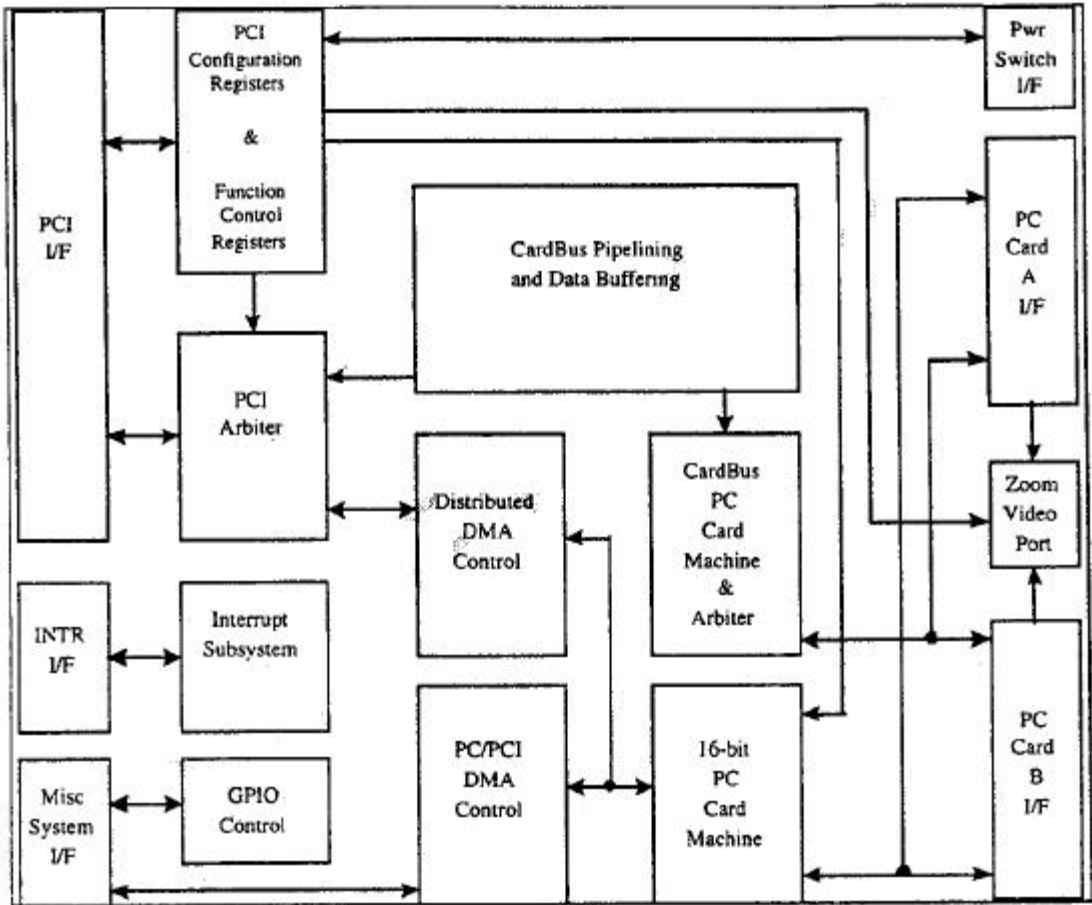 PCI
I/F
PCI
Configuration
Registers
&
Function
Control
Registers
Pwr
Switch
I/F
CardBus Pipelining
and Data Buffering
PC
Card
A
I/F
PCI
Arbiter
Distributed
DMA
Control
CardBus
PC
Card
Machine
&
Arbiter
Zoom
Video
Port
INTR
I/F
Interrupt
Subsystem
PC/PCI
DMA
Control
16-bit
PC
Card
Machine
PC
Card
B
I/F
Misc
System
I/F
GPIO
Control